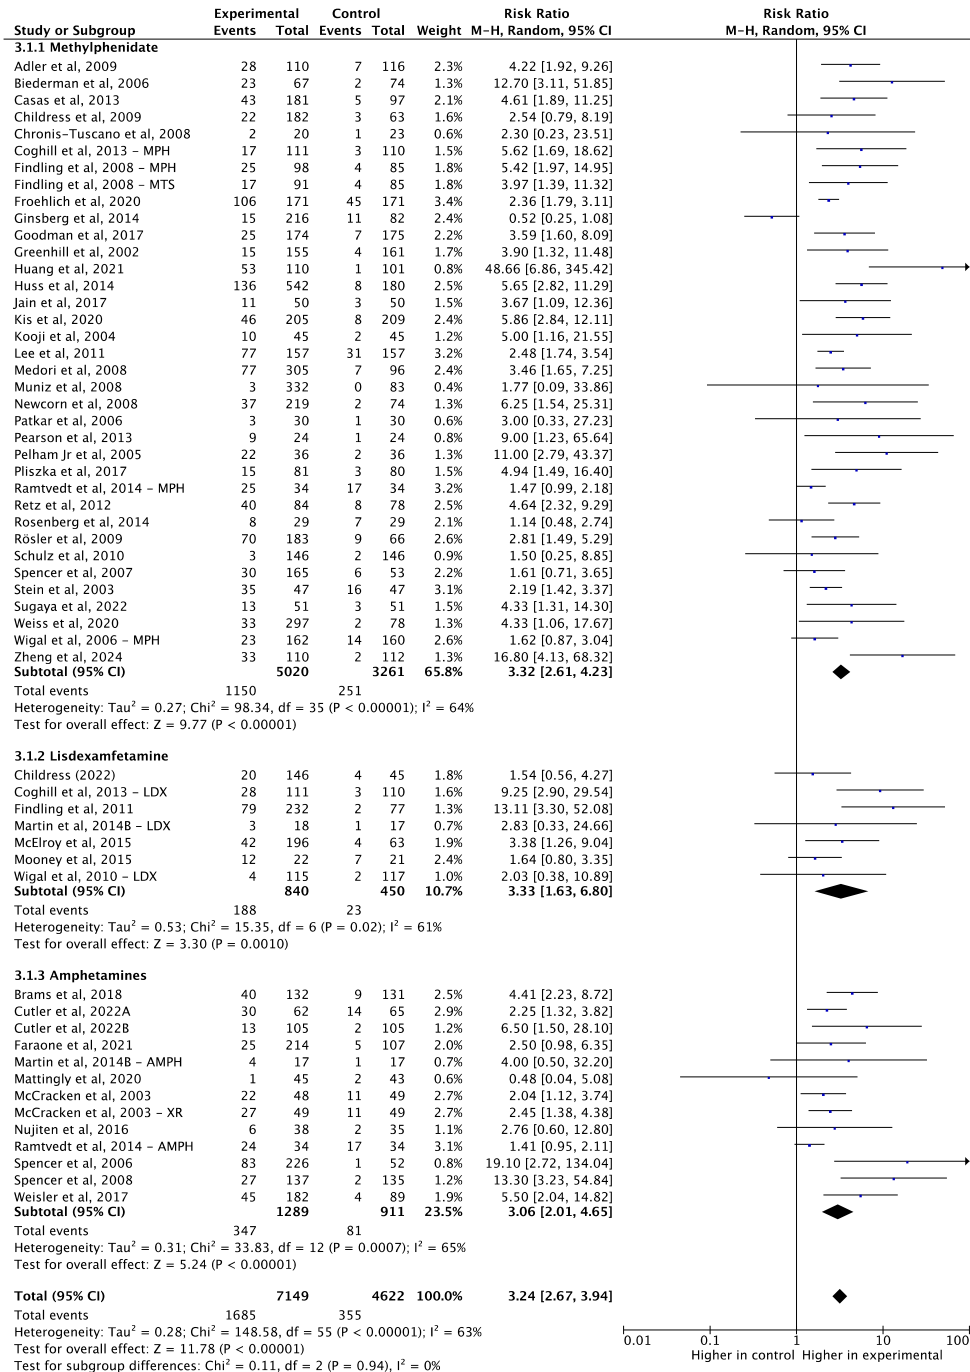 Experimental Control Risk Ratio Risk Ratio
Study or Subgroup Events Total Events Total Weight M-H, Random, 95% CI M-H, Random, 95% CI
3.1.1 Methylphenidate
Adler et al, 2009 28 110 7 116 2.3% 4.22 [1.92, 9.26]
Biederman et al, 2006 23 67 2 74 1.3% 12.70 [3.11, 51.85]
Casas et al, 2013 43 181 5 97 2.1% 4.61 [1.89, 11.25]
Childress et al, 2009 22 182 3 63 1.6% 2.54 [0.79, 8.19]
Chronis-Tuscano et al, 2008 2 20 1 23 0.6% 2.30 [0.23, 23.51]
Coghill et al, 2013 - MPH 17 111 3 110 1.6% 5.62 [1.69, 18.62]
Findling et al, 2008 - MPH 25 98 4 85 1.9% 5.42 [1.97, 14.95]
Findling et al, 2008 - MTS 17 91 4 85 1.8% 3.97 [1.39, 11.32]
Froehlich et al, 2020 106 171 45 171 3.4% 2.36 [1.79, 3.11]
Ginsberg et al, 2014 15 216 11 82 2.4% 0.52 [0.25, 1.08]
Goodman et al, 2017 25 174 7 175 2.3% 3.59 [1.60, 8.09]
Greenhill et al, 2002 15 155 4 161 1.7% 3.90 [1.32, 11.48]
Huang et al, 2021 53 110 1 101 0.8% 48.66 [6.86, 345.42]
Huss et al, 2014 136 542 8 180 2.5% 5.65 [2.82, 11.29]
Jain et al, 2017 11 50 3 50 1.6% 3.67 [1.09, 12.36]
Kis et al, 2020 46 205 8 209 2.4% 5.86 [2.84, 12.11]
Kooji et al, 2004 10 45 2 45 1.2% 5.00 [1.16, 21.55]
Lee et al, 2011 77 157 31 157 3.2% 2.48 [1.74, 3.54]
Medori et al, 2008 77 305 7 96 2.4% 3.46 [1.65, 7.25]
Muniz et al, 2008 3 332 0 83 0.4% 1.77 [0.09, 33.86]
Newcorn et al, 2008 37 219 2 74 1.3% 6.25 [1.54, 25.31]
Patkar et al, 2006 3 30 1 30 0.6% 3.00 [0.33, 27.23]
Pearson et al, 2013 9 24 1 24 0.8% 9.00 [1.23, 65.64]
Pelham Jr et al, 2005 22 36 2 36 1.3% 11.00 [2.79, 43.37]
Pliszka et al, 2017 15 81 3 80 1.6% 4.94 [1.49, 16.40]
Ramtvedt et al, 2014 - MPH 25 34 17 34 3.2% 1.47 [0.99, 2.18]
Retz et al, 2012 40 84 8 78 2.5% 4.64 [2.32, 9.29]
Rosenberg et al, 2014 8 29 7 29 2.1% 1.14 [0.48, 2.74]
Rösler et al, 2009 70 183 9 66 2.6% 2.81 [1.49, 5.29]
Schulz et al, 2010 3 146 2 146 0.9% 1.50 [0.25, 8.85]
Spencer et al, 2007 30 165 6 53 2.2% 1.61 [0.71, 3.65]
Stein et al, 2003 35 47 16 47 3.1% 2.19 [1.42, 3.37]
Sugaya et al, 2022 13 51 3 51 1.6% 4.33 [1.31, 14.30]
Weiss et al, 2020 33 297 2 78 1.3% 4.33 [1.06, 17.67]
Wigal et al, 2006 - MPH 23 162 14 160 2.6% 1.62 [0.87, 3.04]
Zheng et al, 2024 33 110 2 112 1.3% 16.80 [4.13, 68.32]
Subtotal (95% CI) 5020 3261 65.8% 3.32 [2.61, 4.23]
Total events 1150 251
Heterogeneity: Tau² = 0.27; Chi² = 98.34, df = 35 (P < 0.00001); I² = 64%
Test for overall effect: Z = 9.77 (P < 0.00001)
3.1.2 Lisdexamfetamine
Childress (2022) 20 146 4 45 1.8% 1.54 [0.56, 4.27]
Coghill et al, 2013 - LDX 28 111 3 110 1.6% 9.25 [2.90, 29.54]
Findling et al, 2011 79 232 2 77 1.3% 13.11 [3.30, 52.08]
Martin et al, 2014B - LDX 3 18 1 17 0.7% 2.83 [0.33, 24.66]
McElroy et al, 2015 42 196 4 63 1.9% 3.38 [1.26, 9.04]
Mooney et al, 2015 12 22 7 21 2.4% 1.64 [0.80, 3.35]
Wigal et al, 2010 - LDX 4 115 2 117 1.0% 2.03 [0.38, 10.89]
Subtotal (95% CI) 840 450 10.7% 3.33 [1.63, 6.80]
Total events 188 23
Heterogeneity: Tau² = 0.53; Chi² = 15.35, df = 6 (P = 0.02); I² = 61%
Test for overall effect: Z = 3.30 (P = 0.0010)
3.1.3 Amphetamines
Brams et al, 2018 40 132 9 131 2.5% 4.41 [2.23, 8.72]
Cutler et al, 2022A 30 62 14 65 2.9% 2.25 [1.32, 3.82]
Cutler et al, 2022B 13 105 2 105 1.2% 6.50 [1.50, 28.10]
Faraone et al, 2021 25 214 5 107 2.0% 2.50 [0.98, 6.35]
Martin et al, 2014B - AMPH 4 17 1 17 0.7% 4.00 [0.50, 32.20]
Mattingly et al, 2020 1 45 2 43 0.6% 0.48 [0.04, 5.08]
McCracken et al, 2003 22 48 11 49 2.8% 2.04 [1.12, 3.74]
McCracken et al, 2003 - XR 27 49 11 49 2.7% 2.45 [1.38, 4.38]
Nujiten et al, 2016 6 38 2 35 1.1% 2.76 [0.60, 12.80]
Ramtvedt et al, 2014 - AMPH 24 34 17 34 3.2% 1.41 [0.95, 2.11]
Spencer et al, 2006 83 226 1 52 0.8% 19.10 [2.72, 134.04]
Spencer et al, 2008 27 137 2 135 1.2% 13.30 [3.23, 54.84]
Weisler et al, 2017 45 182 4 89 1.9% 5.50 [2.04, 14.82]
Subtotal (95% CI) 1289 911 23.5% 3.06 [2.01, 4.65]
Total events 347 81
Heterogeneity: Tau² = 0.31; Chi² = 33.83, df = 12 (P = 0.0007); I² = 65%
Test for overall effect: Z = 5.24 (P < 0.00001)
Total (95% CI) 7149 4622 100.0% 3.24 [2.67, 3.94]
Total events 1685 355
Heterogeneity: Tau² = 0.28; Chi² = 148.58, df = 55 (P < 0.00001); I² = 63%
Test for overall effect: Z = 11.78 (P < 0.00001)
Test for subgroup differences: Chi² = 0.11, df = 2 (P = 0.94), I² = 0%
0.01 0.1 1 10 100
Higher in control Higher in experimental